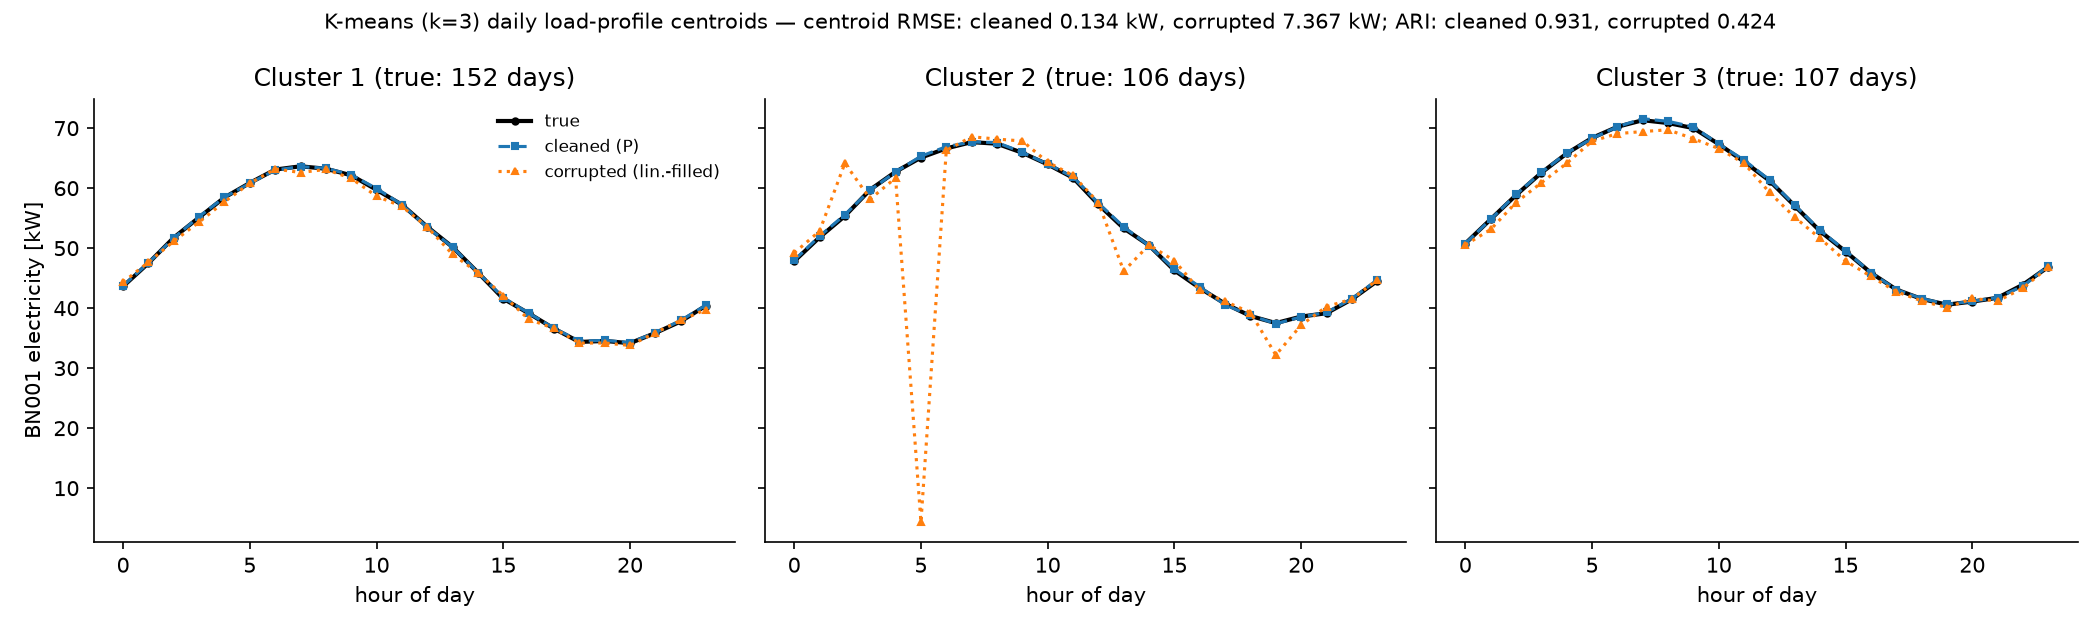 K-means (k=3) daily load-profile centroids — centroid RMSE: cleaned 0.134 kW, corrupted 7.367 kW; ARI: cleaned 0.931, corrupted 0.424
Cluster 1 (true: 152 days)
Cluster 2 (true: 106 days)
Cluster 3 (true: 107 days)
true
cleaned (P)
corrupted (lin.-filled)
BN001 electricity [kW]
70
60
50
40
30
20
10
0 5 10 15 20
0 5 10 15 20
0 5 10 15 20
hour of day
hour of day
hour of day